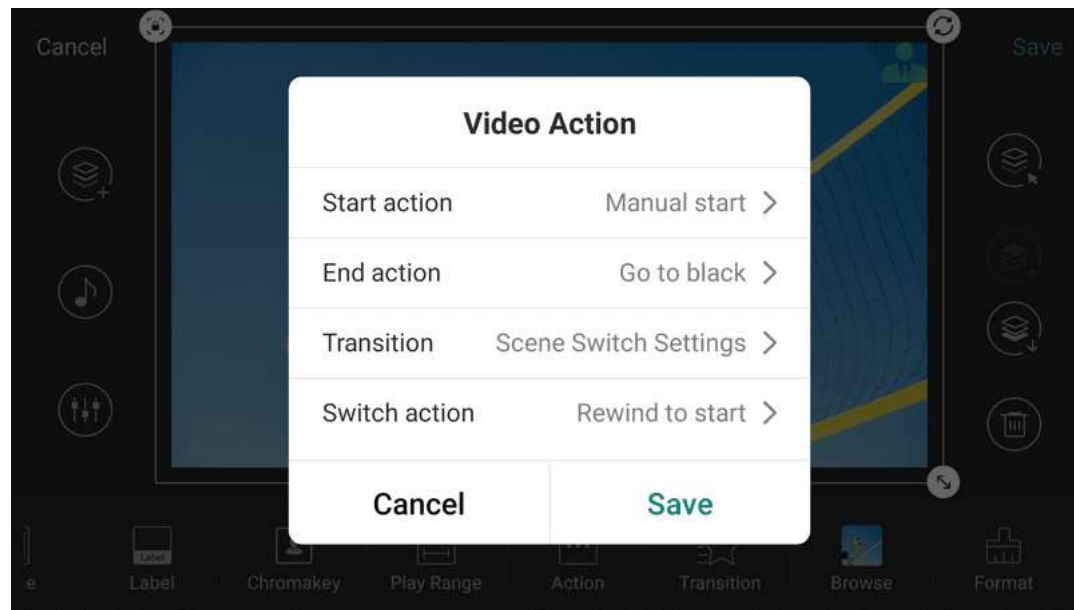 Cancel
Save
Video Action
Start action Manual start
End action Go to black
Transition Scene Switch Settings
Switch action Rewind to start
Cancel Save
Label
Label Chromakey Play Range Action Transition Browse Format